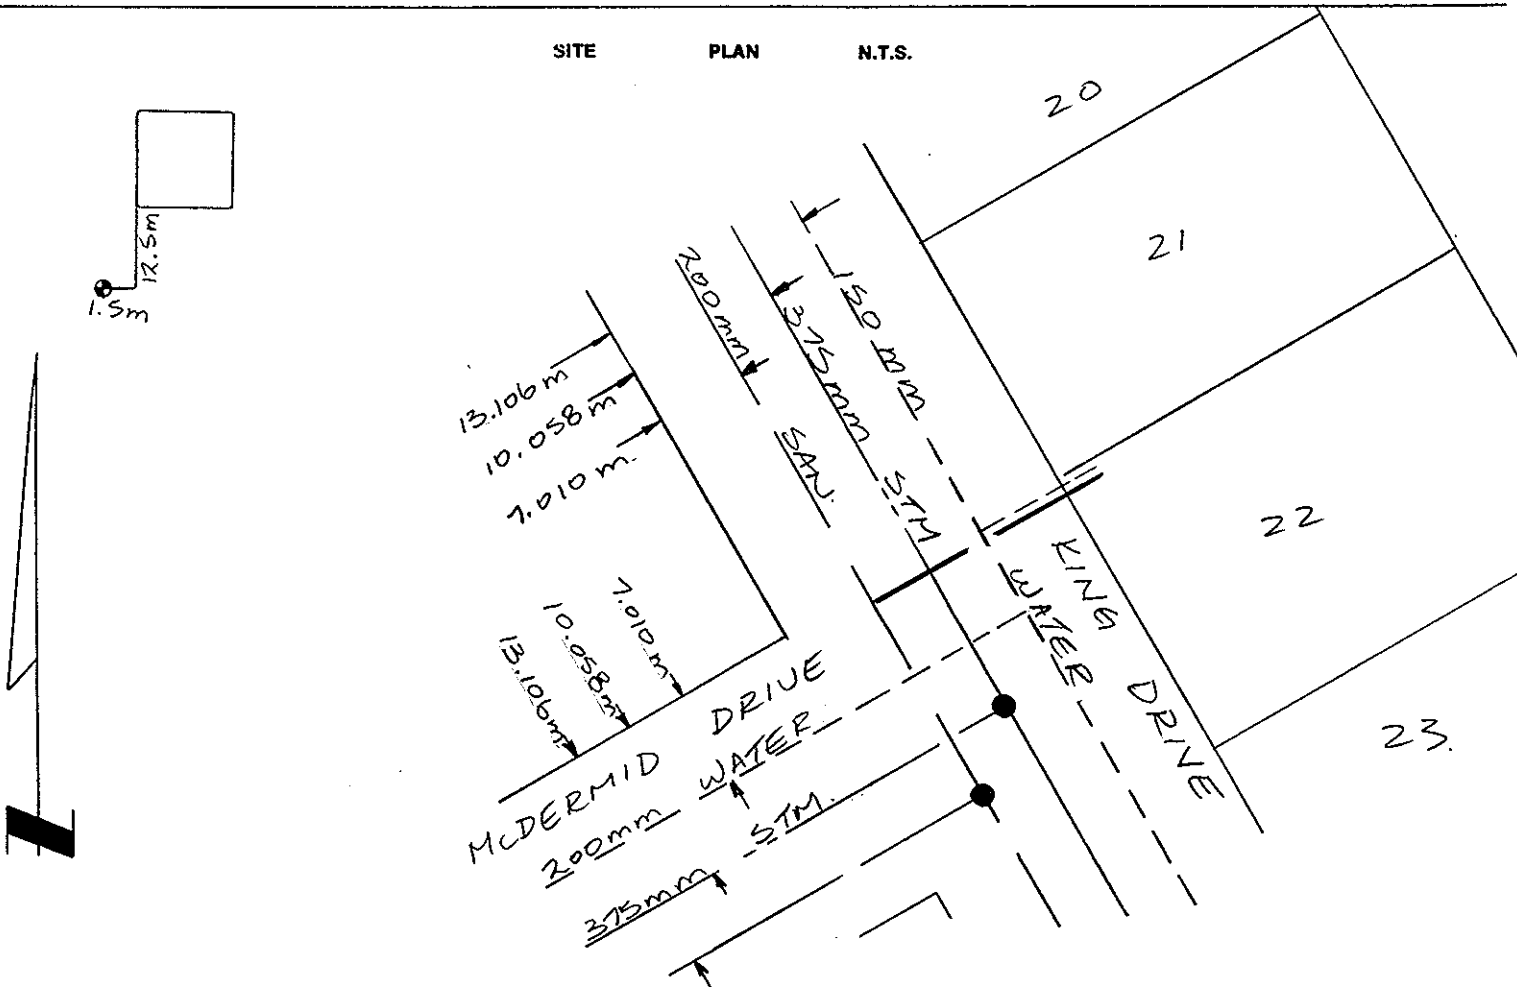 SITE PLAN N.T.S.
20
21
22
23.
12.5m
1.5m
200mm
SAN.
375mm STM
150mm
WATER
KING DRIVE
13.106m
10.058m
7.010m.
7.010m
10.058m
13.106m
McDERMID DRIVE
200mm WATER
375mm STM.